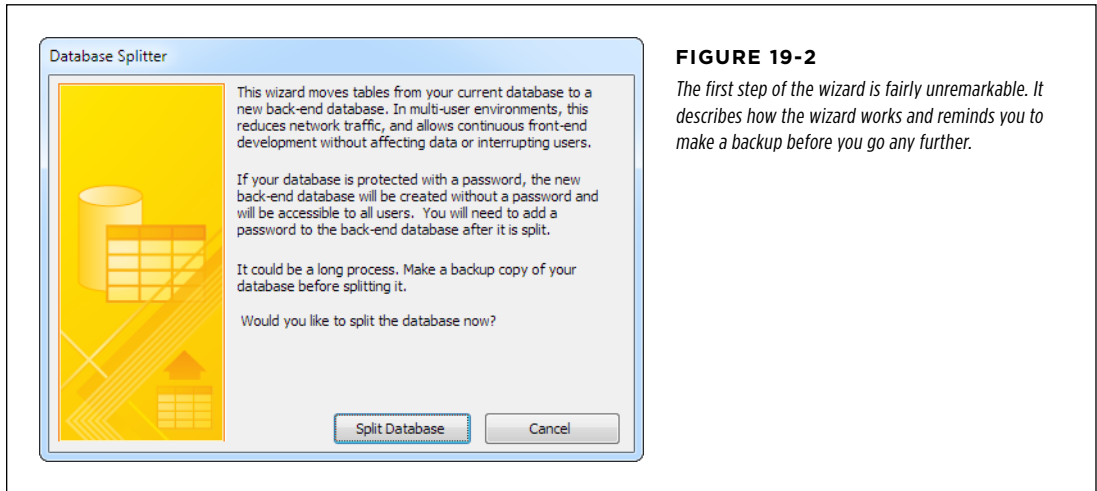 Database Splitter
This wizard moves tables from your current database to a
new back-end database. In multi-user environments, this
reduces network traffic, and allows continuous front-end
development without affecting data or interrupting users.
If your database is protected with a password, the new
back-end database will be created without a password and
will be accessible to all users.  You will need to add a
password to the back-end database after it is split.
It could be a long process. Make a backup copy of your
database before splitting it.
Would you like to split the database now?
Split Database
Cancel
FIGURE 19-2
The first step of the wizard is fairly unremarkable. It
describes how the wizard works and reminds you to
make a backup before you go any further.